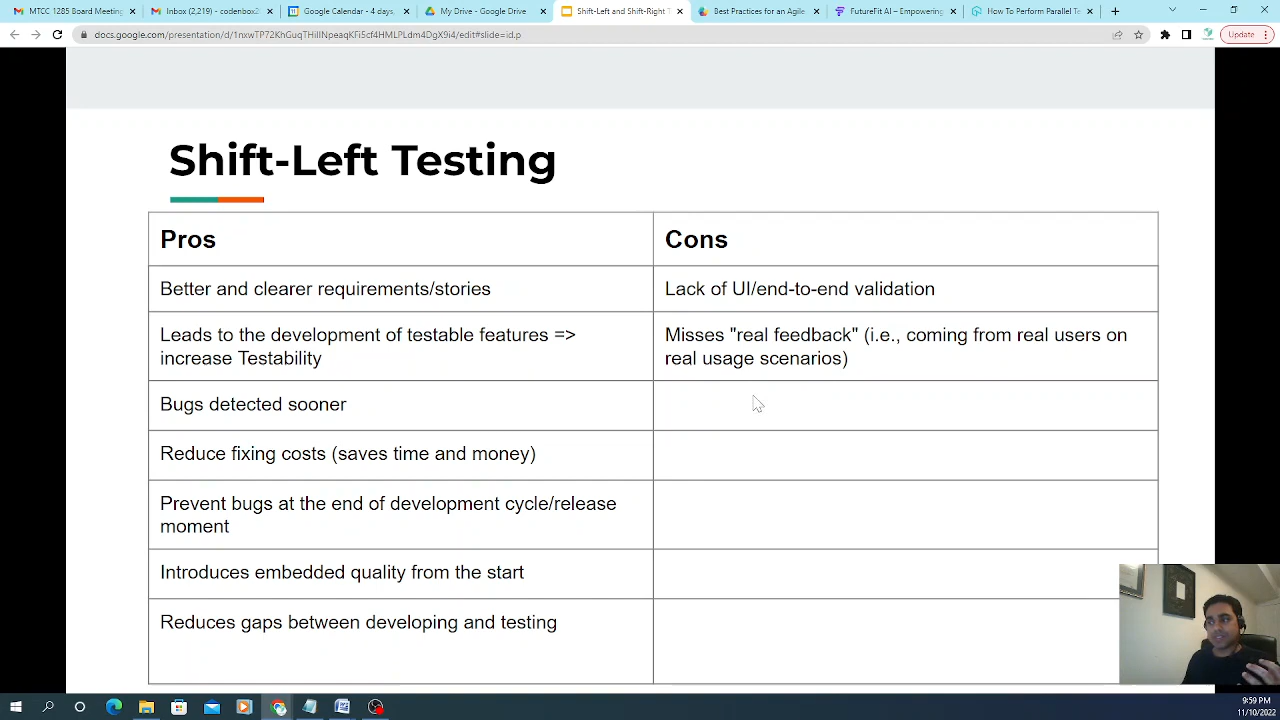 MTCC 1285 Board Meeting
Inbox (2,219) - codenbox2
Google Calendar - 4 days,
My Drive - Google Drive
Shift-Left and Shift-Right T
Best Practices for an Agile
FutureFit AI – Empowering
How To Perform Parallel Te
docs.google.com/presentation/d/
Update
Shift-Left Testing
Pros
Cons
Better and clearer requirements/stories
Lack of UI/end-to-end validation
Leads to the development of testable features =>
increase Testability
Misses "real feedback" (i.e., coming from real users on
real usage scenarios)
Bugs detected sooner
Reduce fixing costs (saves time and money)
Prevent bugs at the end of development cycle/release
moment
Introduces embedded quality from the start
Reduces gaps between developing and testing
9:59 PM
11/10/2022